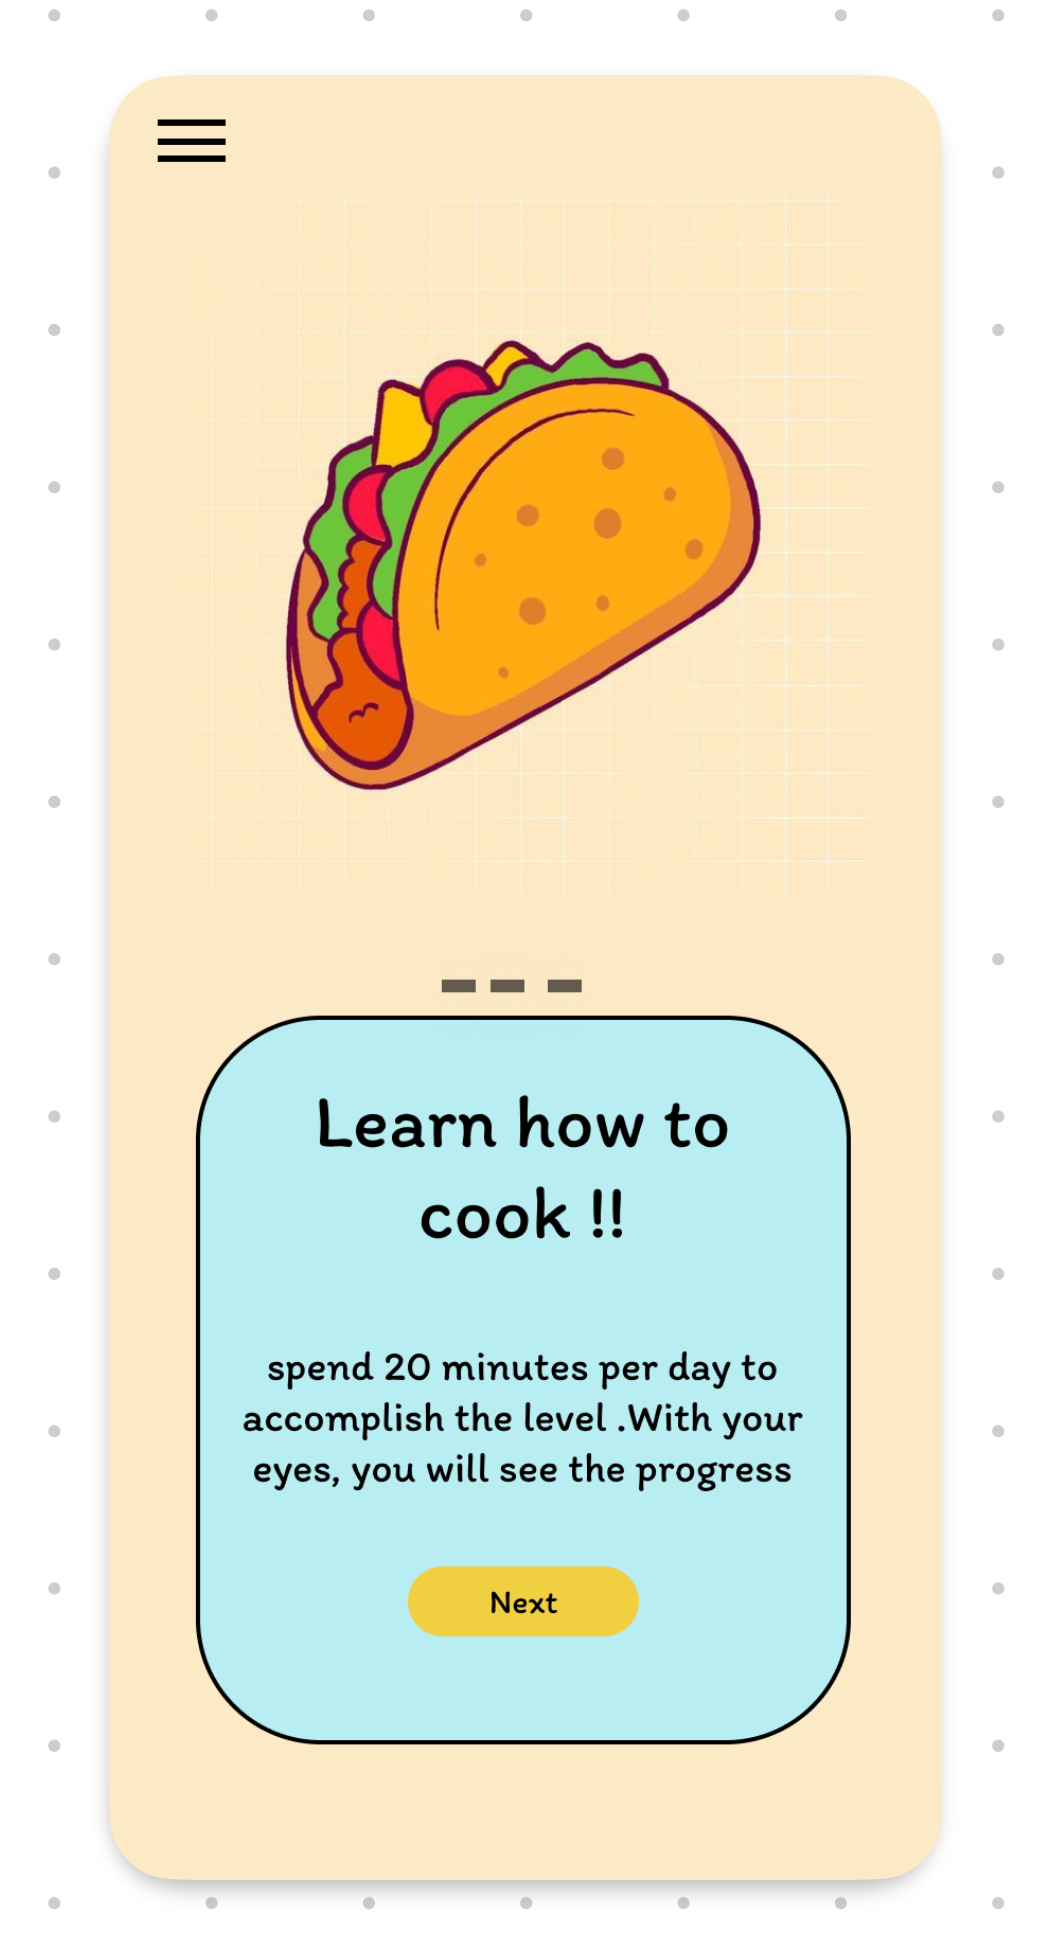 Learn how to
cook !!
spend 20 minutes per day to
accomplish the level .With your
eyes, you will see the progress
Next